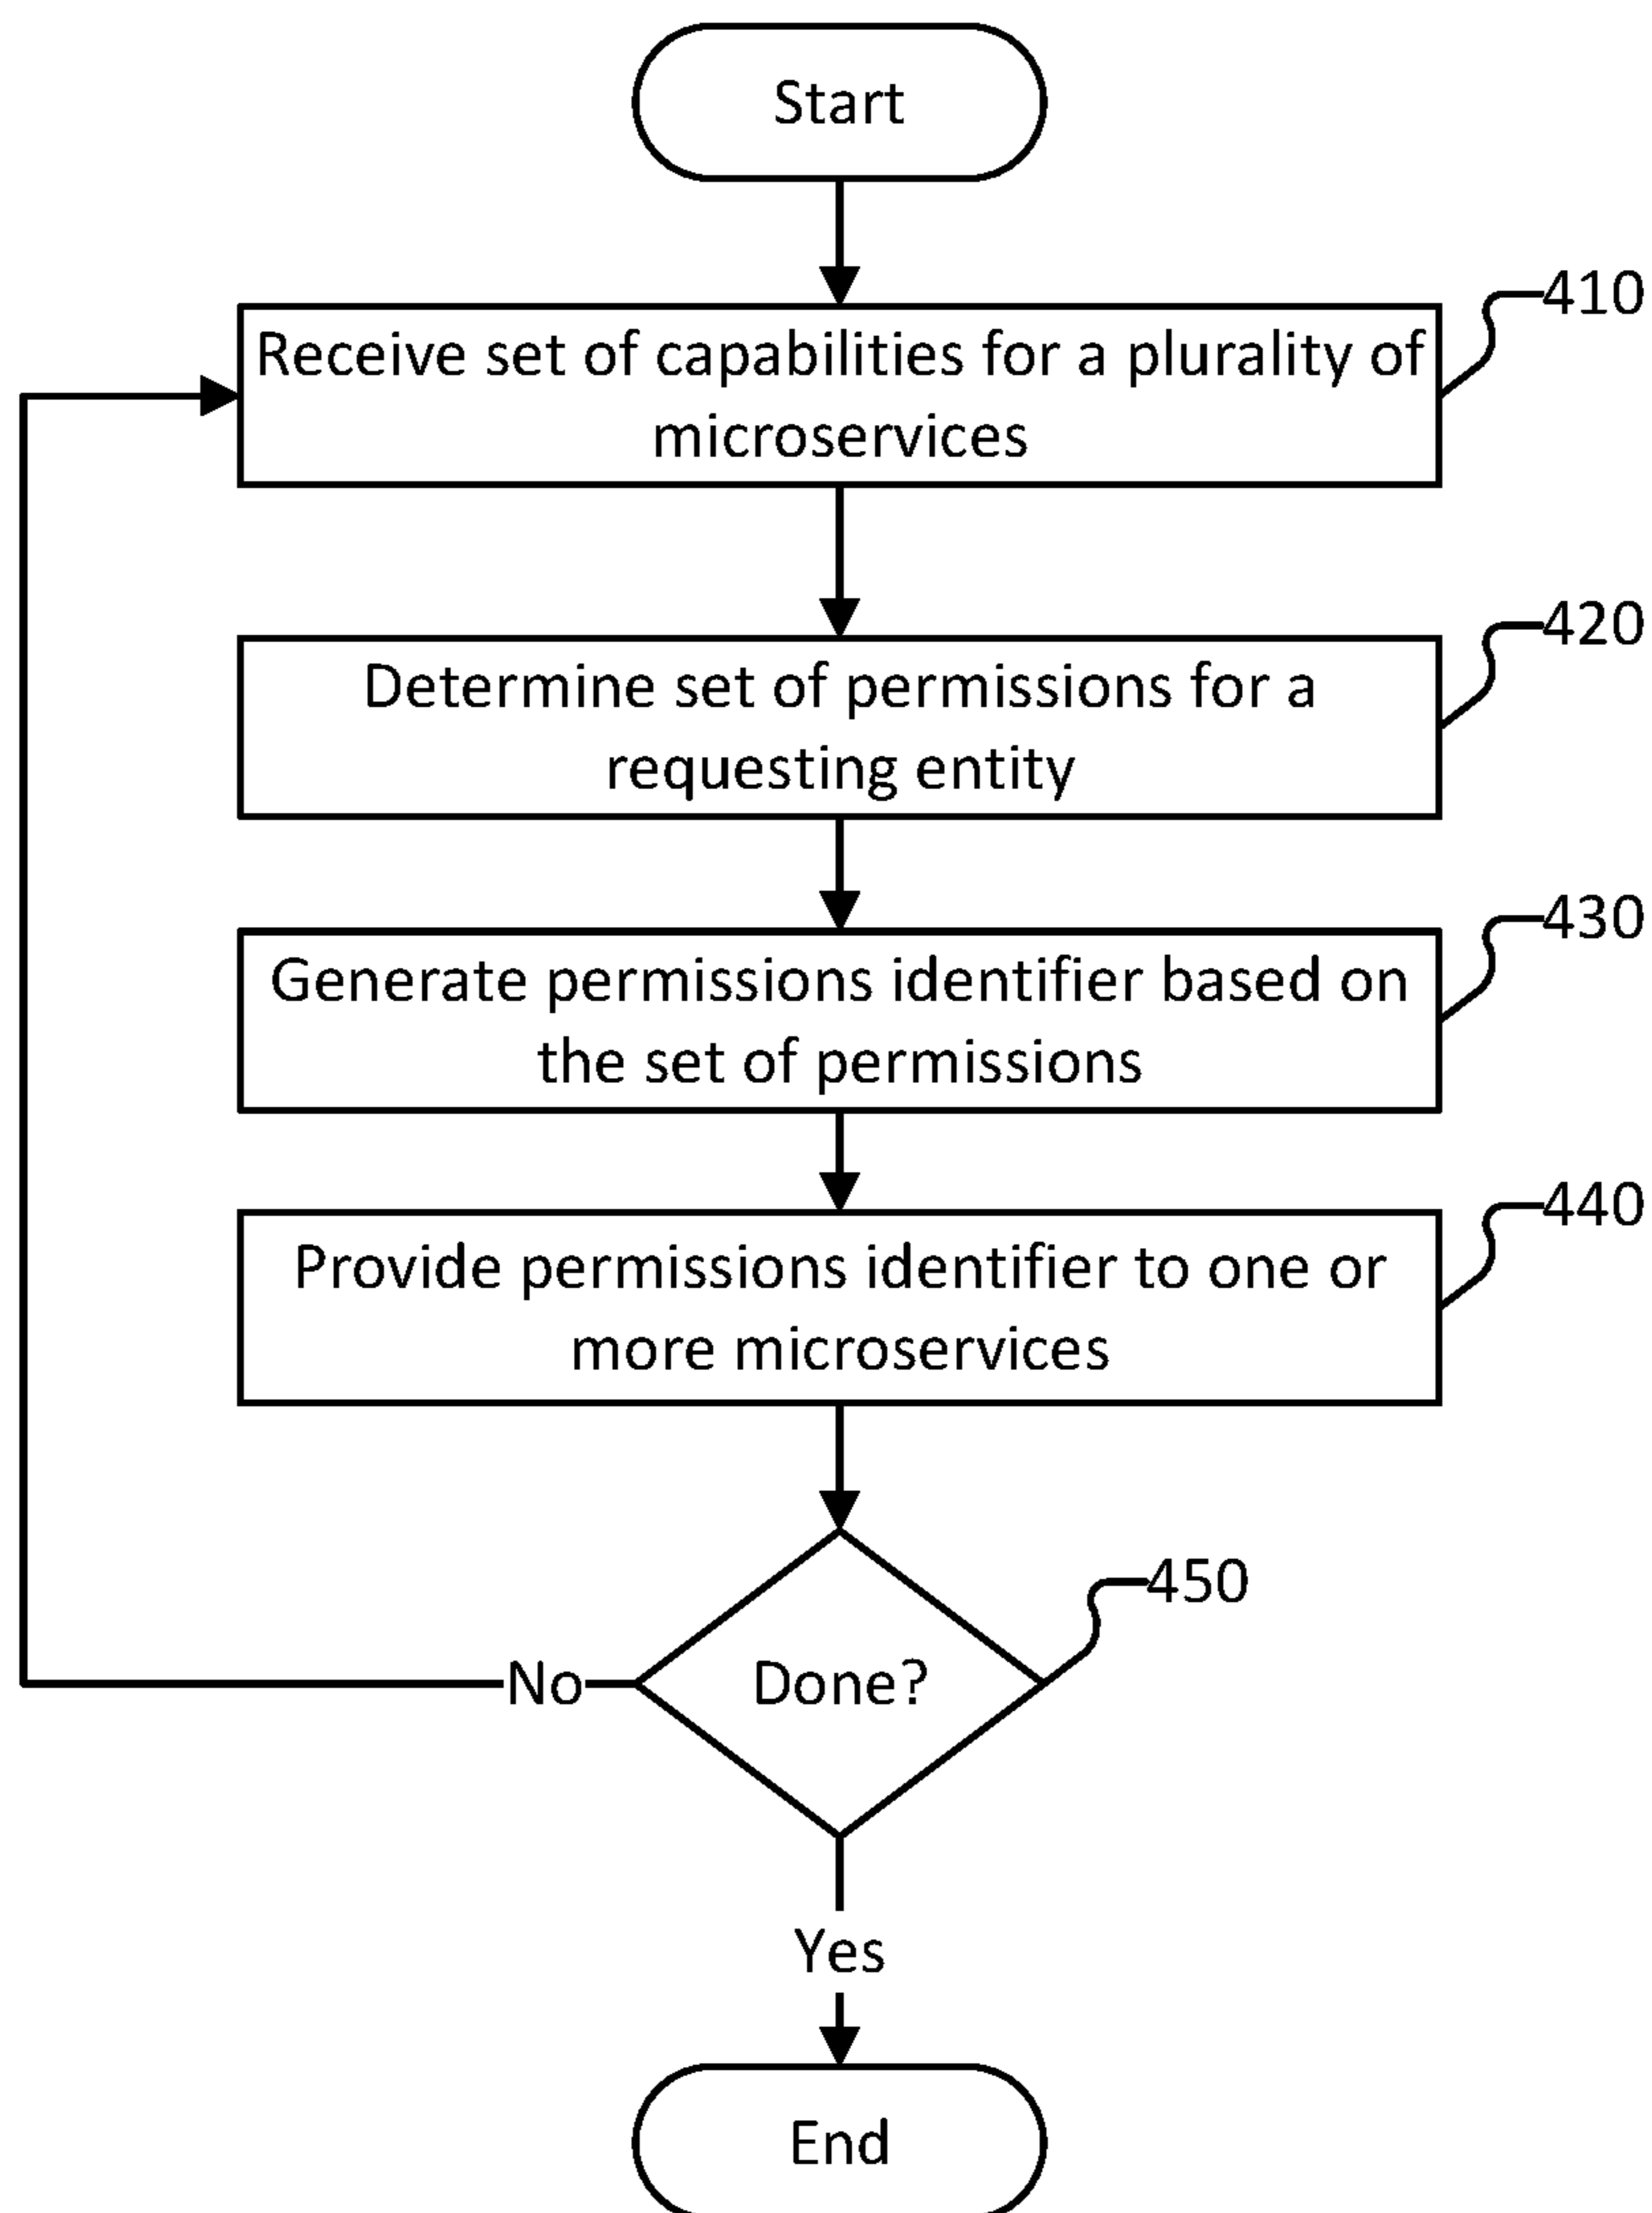 Start
410
Receive set of capabilities for a plurality of
microservices
420
Determine set of permissions for a
requesting entity
430
Generate permissions identifier based on
the set of permissions
440
Provide permissions identifier to one or
more microservices
450
No
Done?
Yes
End